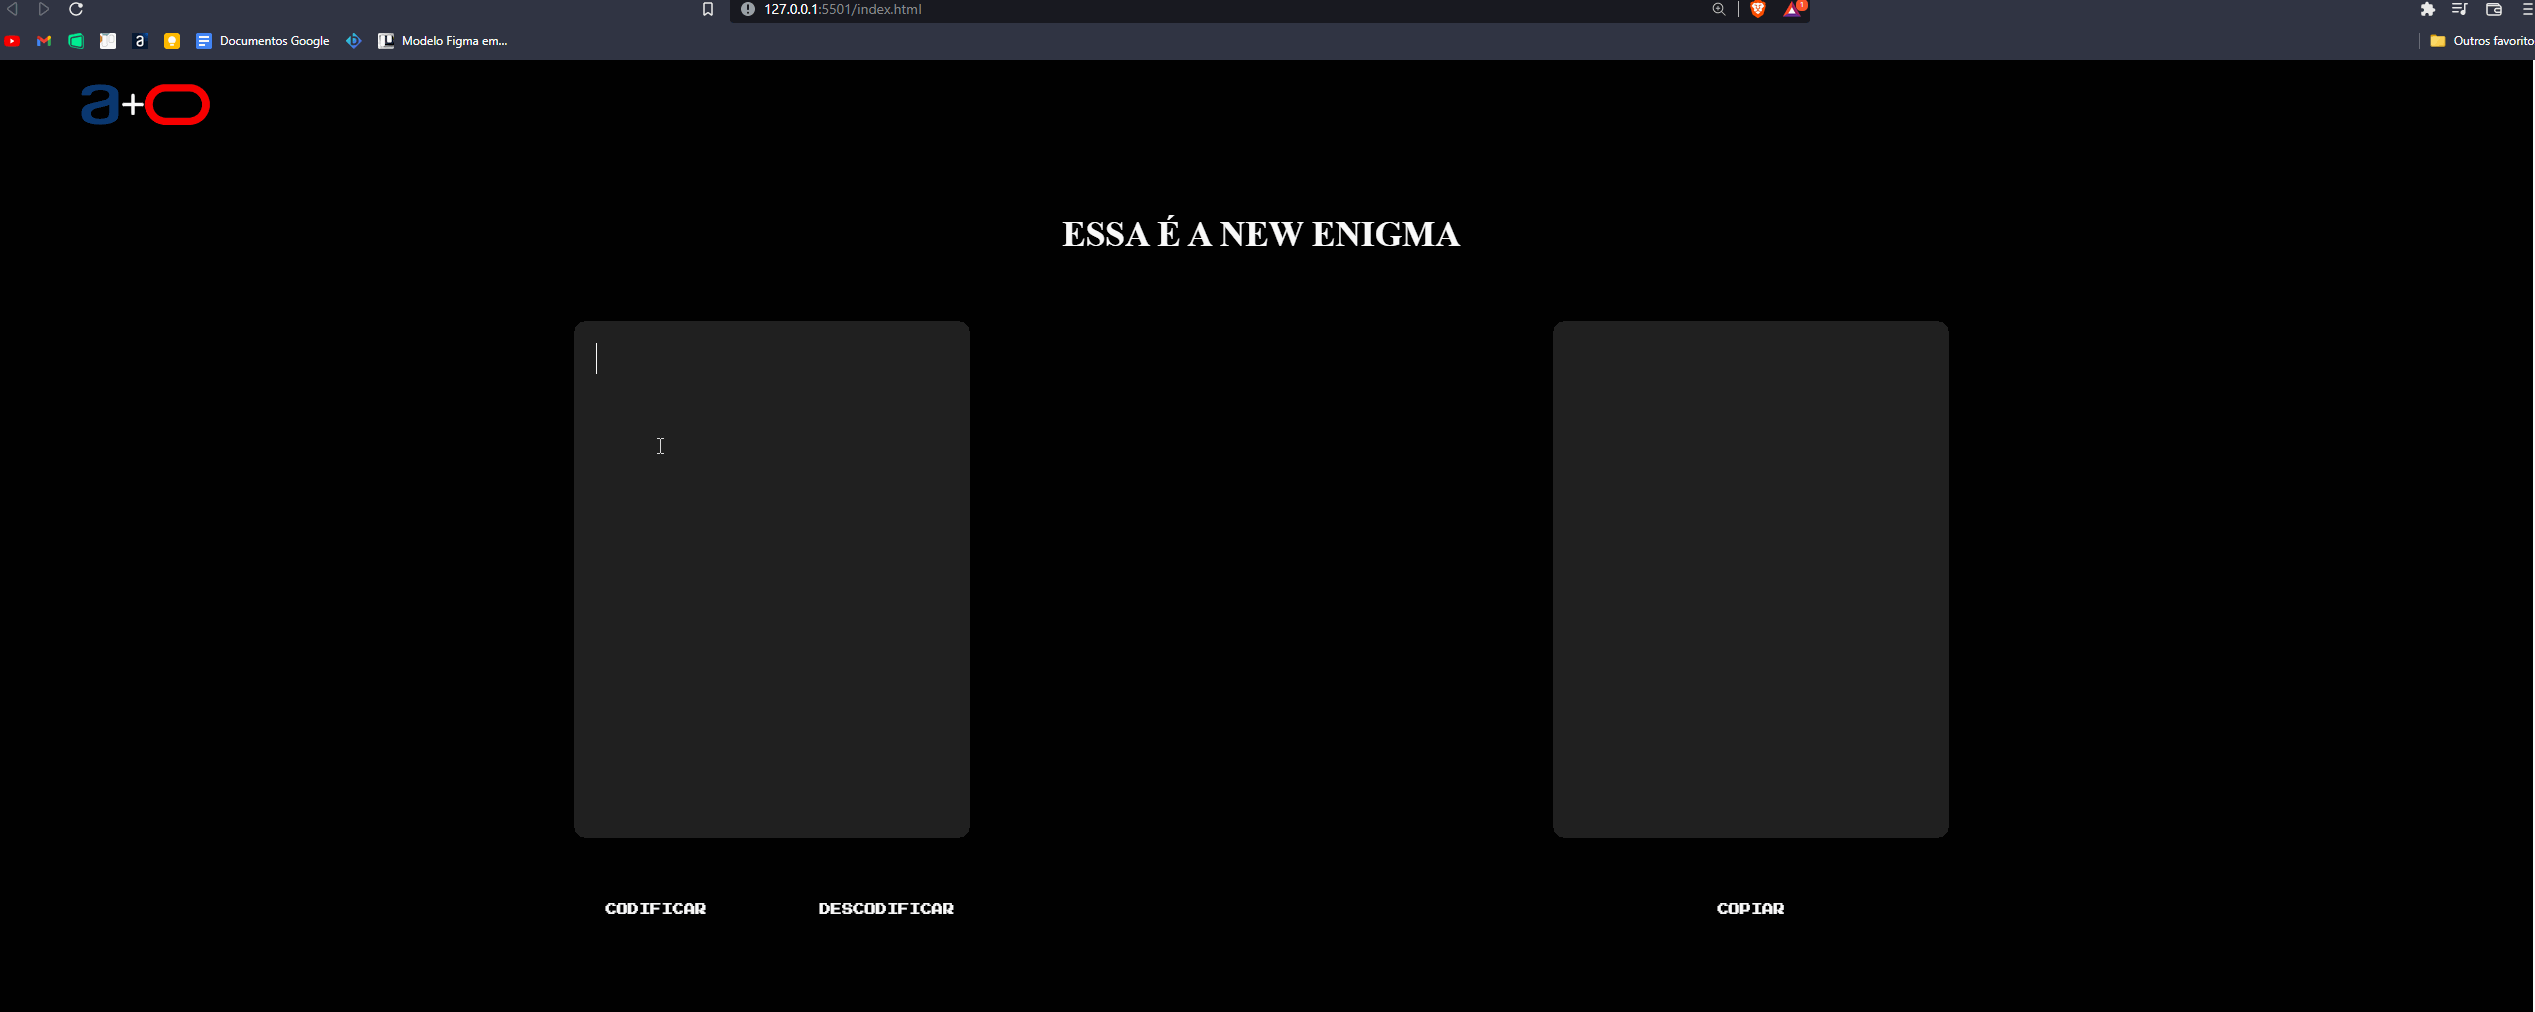 127.0.0.1:5501/index.html
1
Documentos Google
Modelo Figma em...
Outros favorito
a+O
ESSA É A NEW ENIGMA
CODIFICAR
DESCODIFICAR
COPIAR